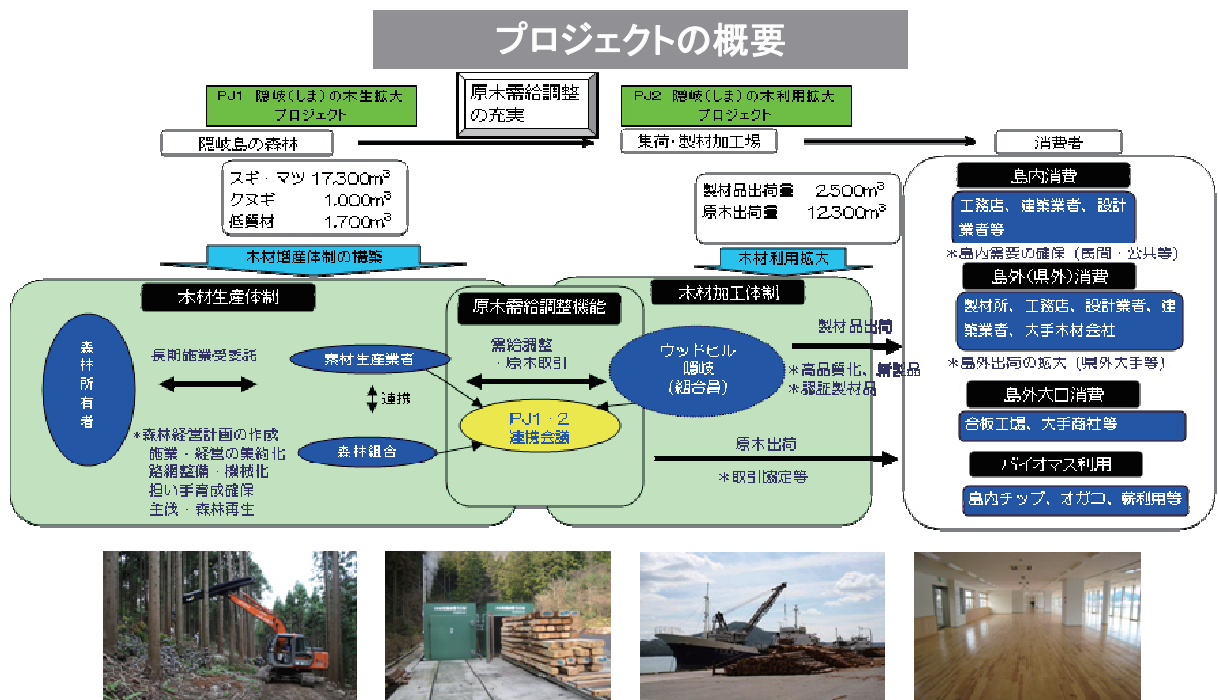 プロジェクトの概要
PJ1 隠岐(しま)の木生拡大
プロジェクト
原木需給調整
の充実
PJ2 隠岐(しま)の木利用拡大
プロジェクト
隠岐島の森林
集荷・製材加工場
消費者
スギ・マツ 17,300m³
クヌギ 1,000m³
低質材 1,700m³
製材品出荷量 2,500m³
原木出荷量 12,300m³
木材増産体制の構築
木材利用拡大
木材生産体制
原木需給調整機能
木材加工体制
森林所有者
長期施業受委託
素材生産業者
連携
森林組合
*森林経営計画の作成
施業・経営の集約化
路網整備・機械化
担い手育成確保
主伐・森林再生
需給調整
・原木取引
PJ1・2
連携会議
ウッドヒル
隠岐
(組合員)
製材品出荷
*高品質化、新製品
*認証製材品
原木出荷
*取引協定等
島内消費
工務店、建築業者、設計
業者等
*島内需要の確保(民間・公共等)
島外(県外)消費
製材所、工務店、設計業者、建
築業者、大手木材会社
*島外出荷の拡大(県外大手等)
島外大口消費
合板工場、大手商社等
バイオマス利用
島内チップ、オガコ、薪利用等